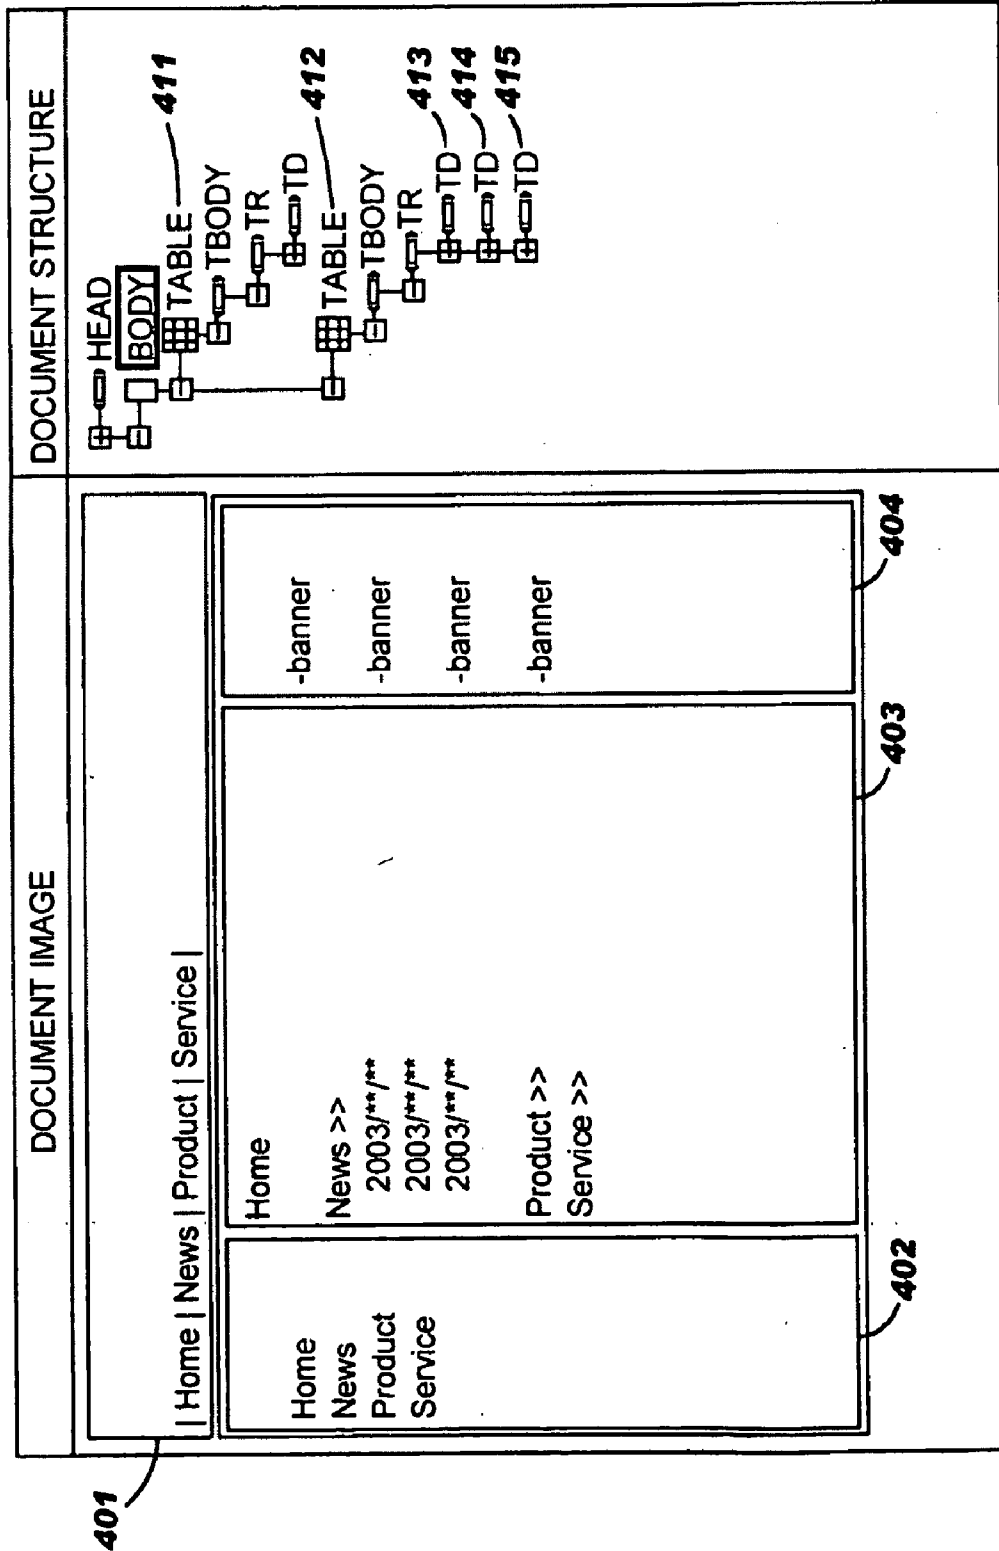 DOCUMENT IMAGE
DOCUMENT STRUCTURE
401
| Home | News | Product | Service |
Home
News
Product
Service
402
Home
News >>
2003/**/**
2003/**/**
2003/**/**
Product >>
Service >>
403
-banner
-banner
-banner
-banner
404
HEAD
BODY
TABLE 411
TBODY
TR
TD
TABLE 412
TBODY
TR
TD 413
TD 414
TD 415